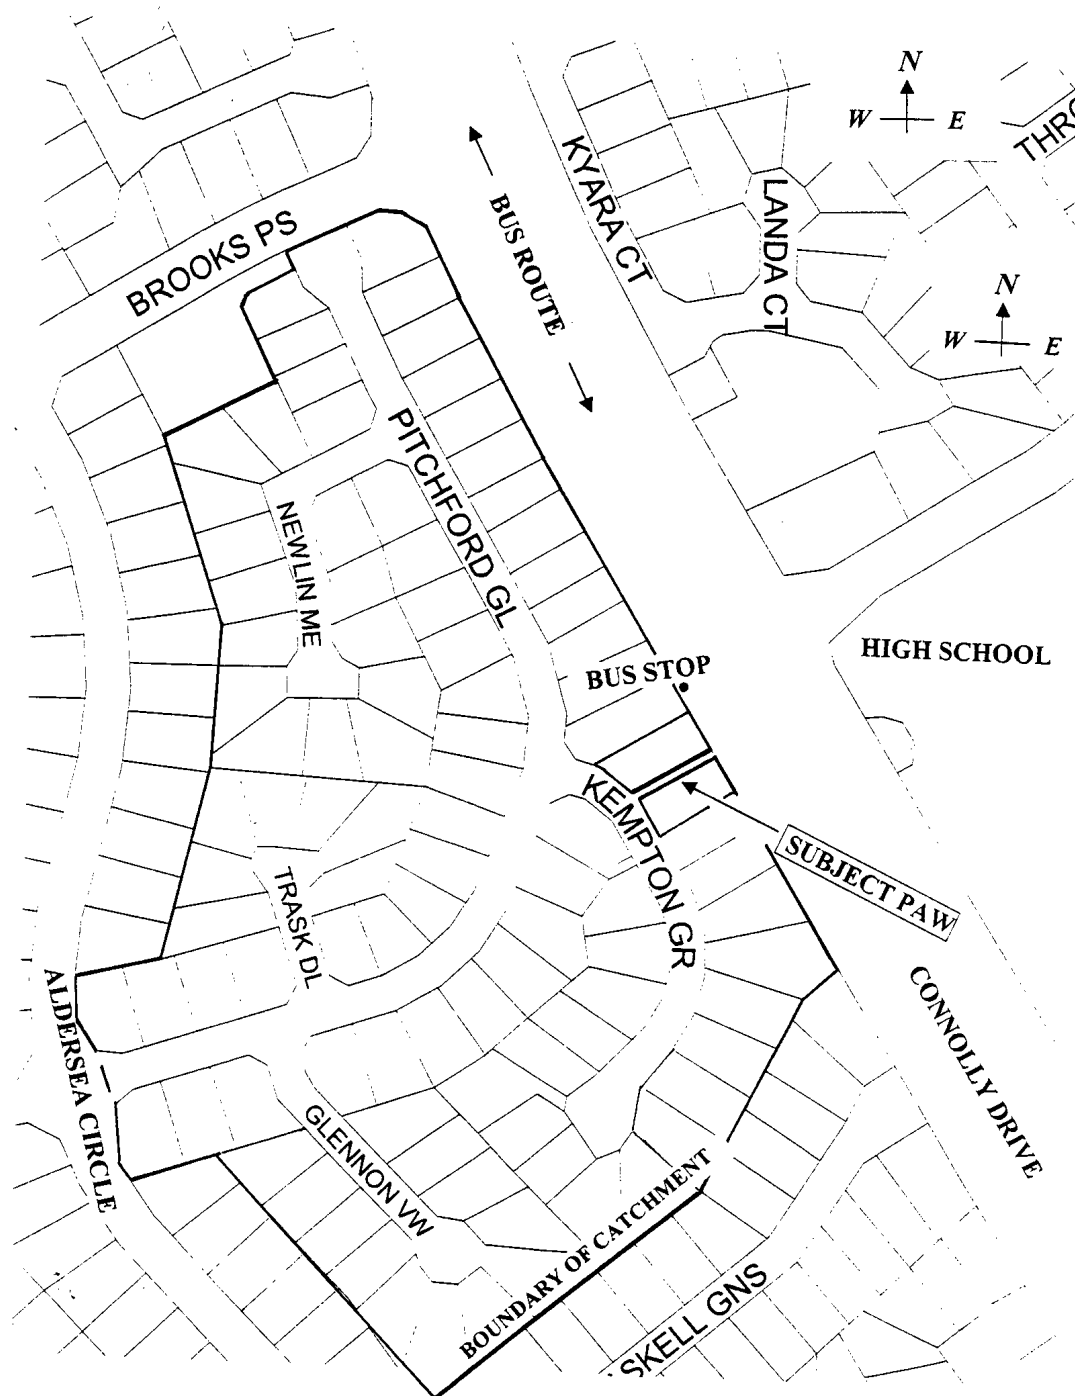 N
W E
THRO
KYARA CT
LANDA CT
BUS ROUTE
BROOKS PS
N
W E
PITCHFORD GL
NEWLIN ME
HIGH SCHOOL
BUS STOP
KEMPTON GR
SUBJECT PAW
TRASK DL
CONNOLLY DRIVE
ALDERSEA CIRCLE
GLENNON VW
BOUNDARY OF CATCHMENT
SKELL GNS